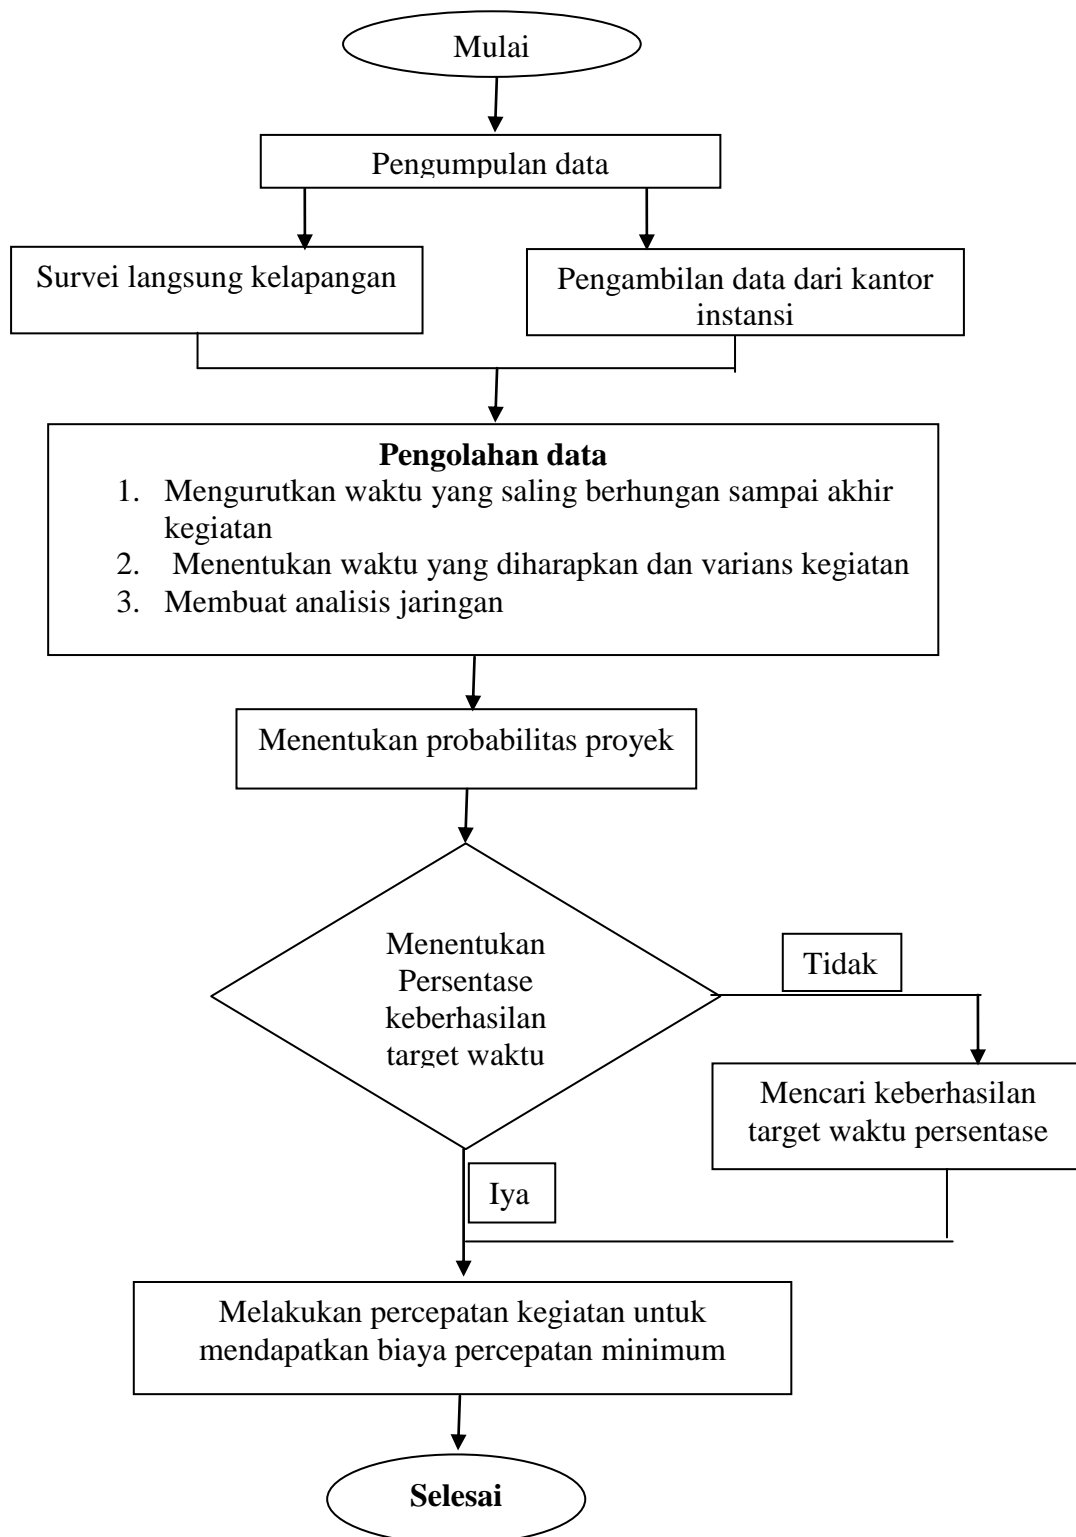 Mulai
Pengumpulan data
Survei langsung kelapangan
Pengambilan data dari kantor
instansi
Pengolahan data
1. Mengurutkan waktu yang saling berhungan sampai akhir
kegiatan
2. Menentukan waktu yang diharapkan dan varians kegiatan
3. Membuat analisis jaringan
Menentukan probabilitas proyek
Menentukan
Persentase
keberhasilan
target waktu
Tidak
Mencari keberhasilan
target waktu persentase
Iya
Melakukan percepatan kegiatan untuk
mendapatkan biaya percepatan minimum
Selesai